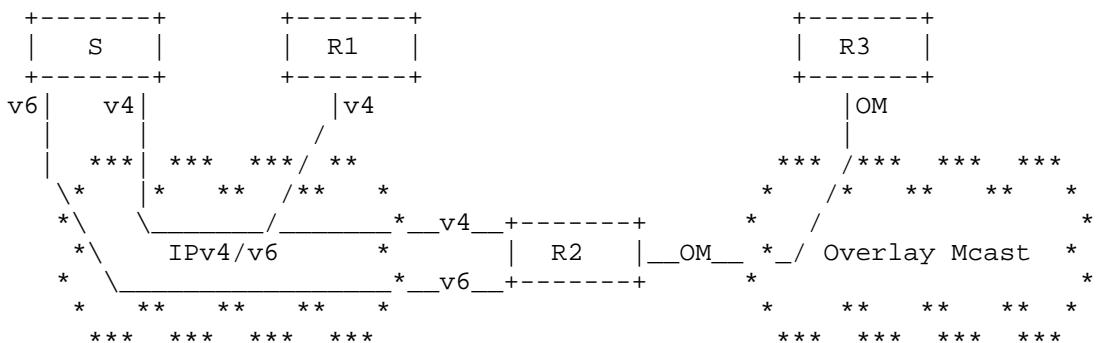 S R1 R3
v6 v4 v4 OM
v4
IPv4/v6 R2 OM Overlay Mcast
v6